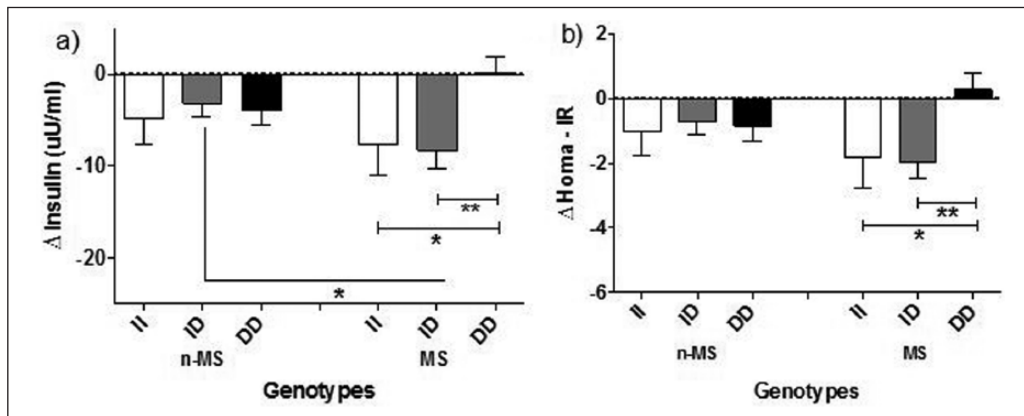 a)
Δ Insulin (uU/ml)
0
-10
-20
**
*
*
II ID DD II ID DD
n-MS MS
Genotypes
b)
Δ Homa - IR
2
0
-2
-4
-6
**
*
II ID DD II ID DD
n-MS MS
Genotypes